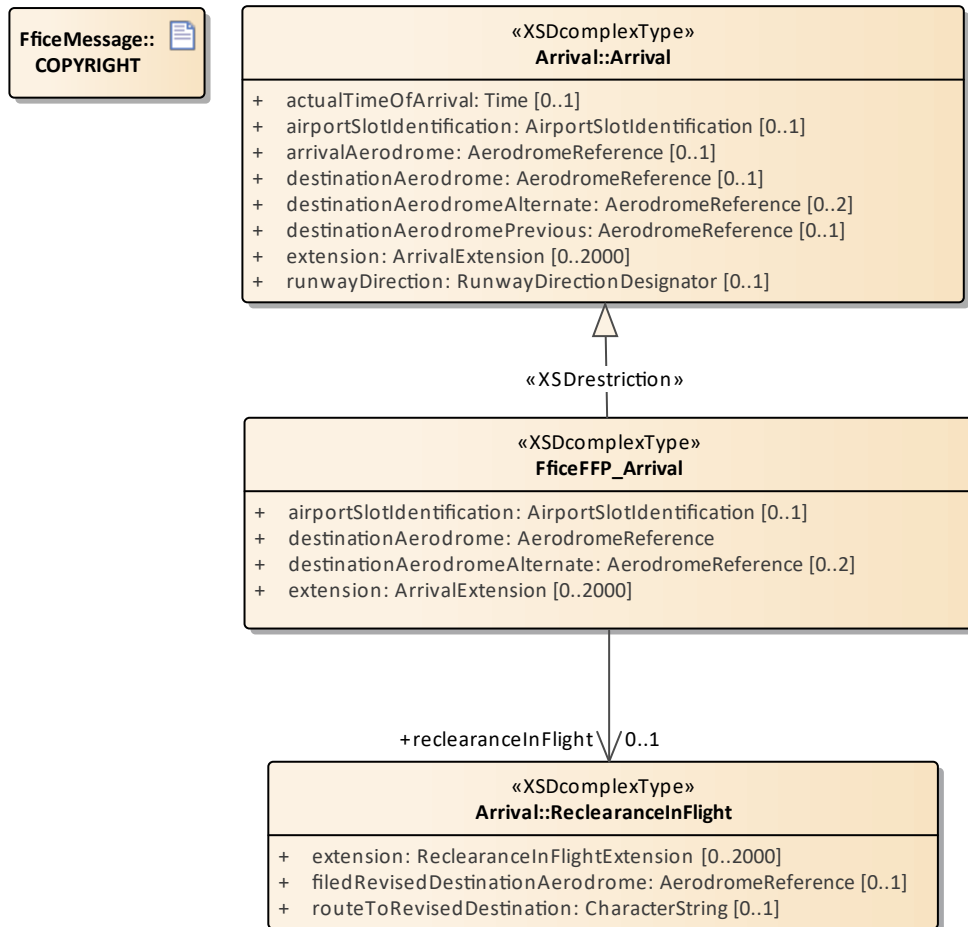 FficeMessage::
COPYRIGHT
«XSDcomplexType»
Arrival::Arrival
+ actualTimeOfArrival: Time [0..1]
+ airportSlotIdentification: AirportSlotIdentification [0..1]
+ arrivalAerodrome: AerodromeReference [0..1]
+ destinationAerodrome: AerodromeReference [0..1]
+ destinationAerodromeAlternate: AerodromeReference [0..2]
+ destinationAerodromePrevious: AerodromeReference [0..1]
+ extension: ArrivalExtension [0..2000]
+ runwayDirection: RunwayDirectionDesignator [0..1]
«XSDrestriction»
«XSDcomplexType»
FficeFFP_Arrival
+ airportSlotIdentification: AirportSlotIdentification [0..1]
+ destinationAerodrome: AerodromeReference
+ destinationAerodromeAlternate: AerodromeReference [0..2]
+ extension: ArrivalExtension [0..2000]
+reclearanceInFlight 0..1
«XSDcomplexType»
Arrival::ReclearanceInFlight
+ extension: ReclearanceInFlightExtension [0..2000]
+ filedRevisedDestinationAerodrome: AerodromeReference [0..1]
+ routeToRevisedDestination: CharacterString [0..1]